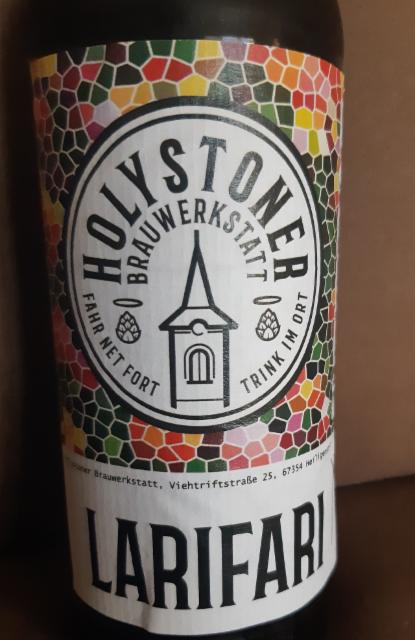 HOLYSTONER
BRAUWERKSTATT
FAHR NET FORT
TRINK IM ORT
Brauwerkstatt, Viehtriftstraße 25, 67354
LARIFARI